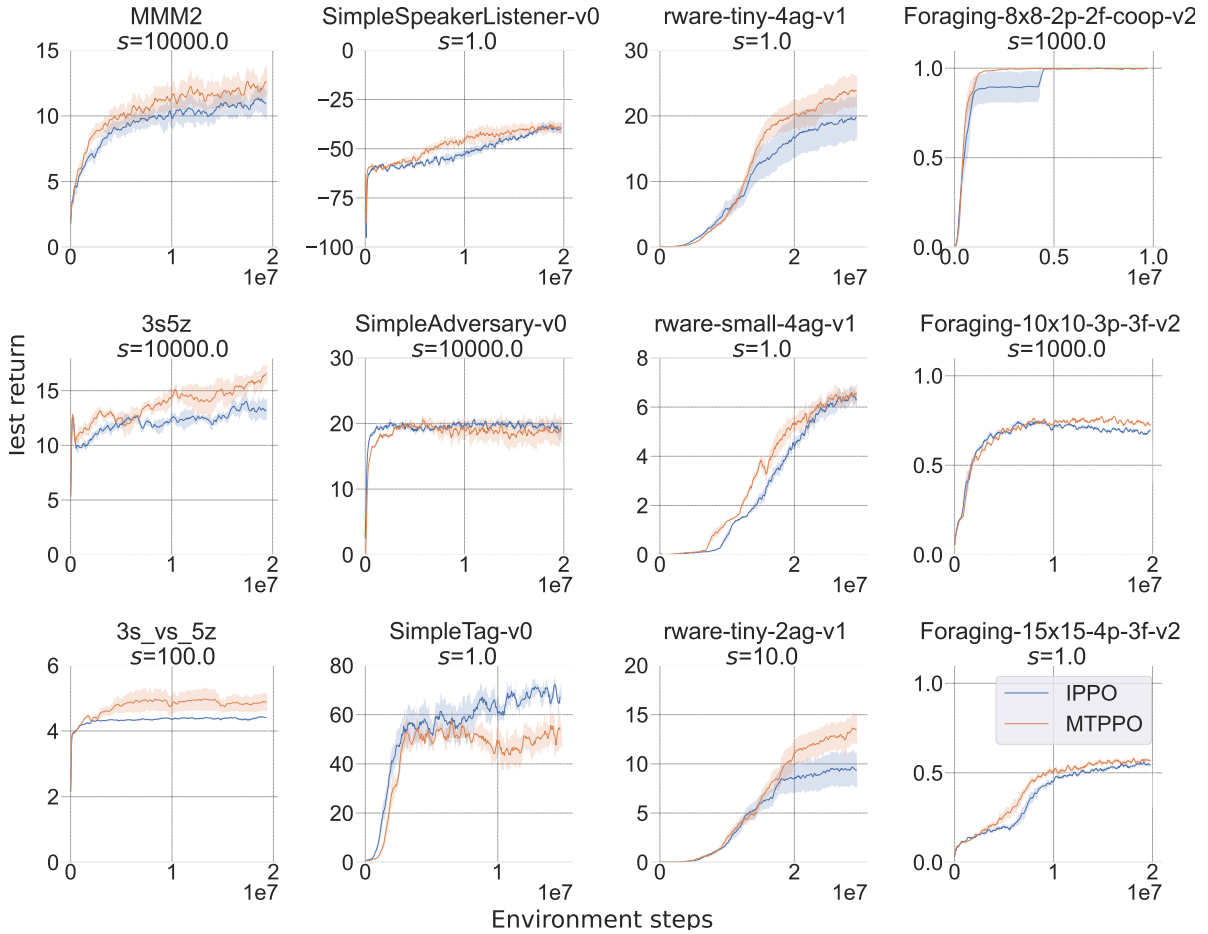 MMM2
s=10000.0
15
10
5
0
0 1 2
1e7
SimpleSpeakerListener-v0
s=1.0
0
−25
−50
−75
−100
0 1 2
1e7
rware-tiny-4ag-v1
s=1.0
30
20
10
0
0 2
1e7
Foraging-8x8-2p-2f-coop-v2
s=1000.0
1.0
0.5
0.0
0.0 0.5 1.0
1e7
Test return
3s5z
s=10000.0
15
10
5
0
0 1 2
1e7
SimpleAdversary-v0
s=10000.0
30
20
10
0
0 1 2
1e7
rware-small-4ag-v1
s=1.0
8
6
4
2
0
0 2
1e7
Foraging-10x10-3p-3f-v2
s=1000.0
1.0
0.5
0.0
0 1 2
1e7
3s_vs_5z
s=100.0
6
4
2
0
0 1 2
1e7
SimpleTag-v0
s=1.0
80
60
40
20
0
0 1
1e7
rware-tiny-2ag-v1
s=10.0
20
15
10
5
0
0 2
1e7
Foraging-15x15-4p-3f-v2
s=1.0
1.0
0.5
0.0
0 1 2
1e7
IPPO
MTPPO
Environment steps